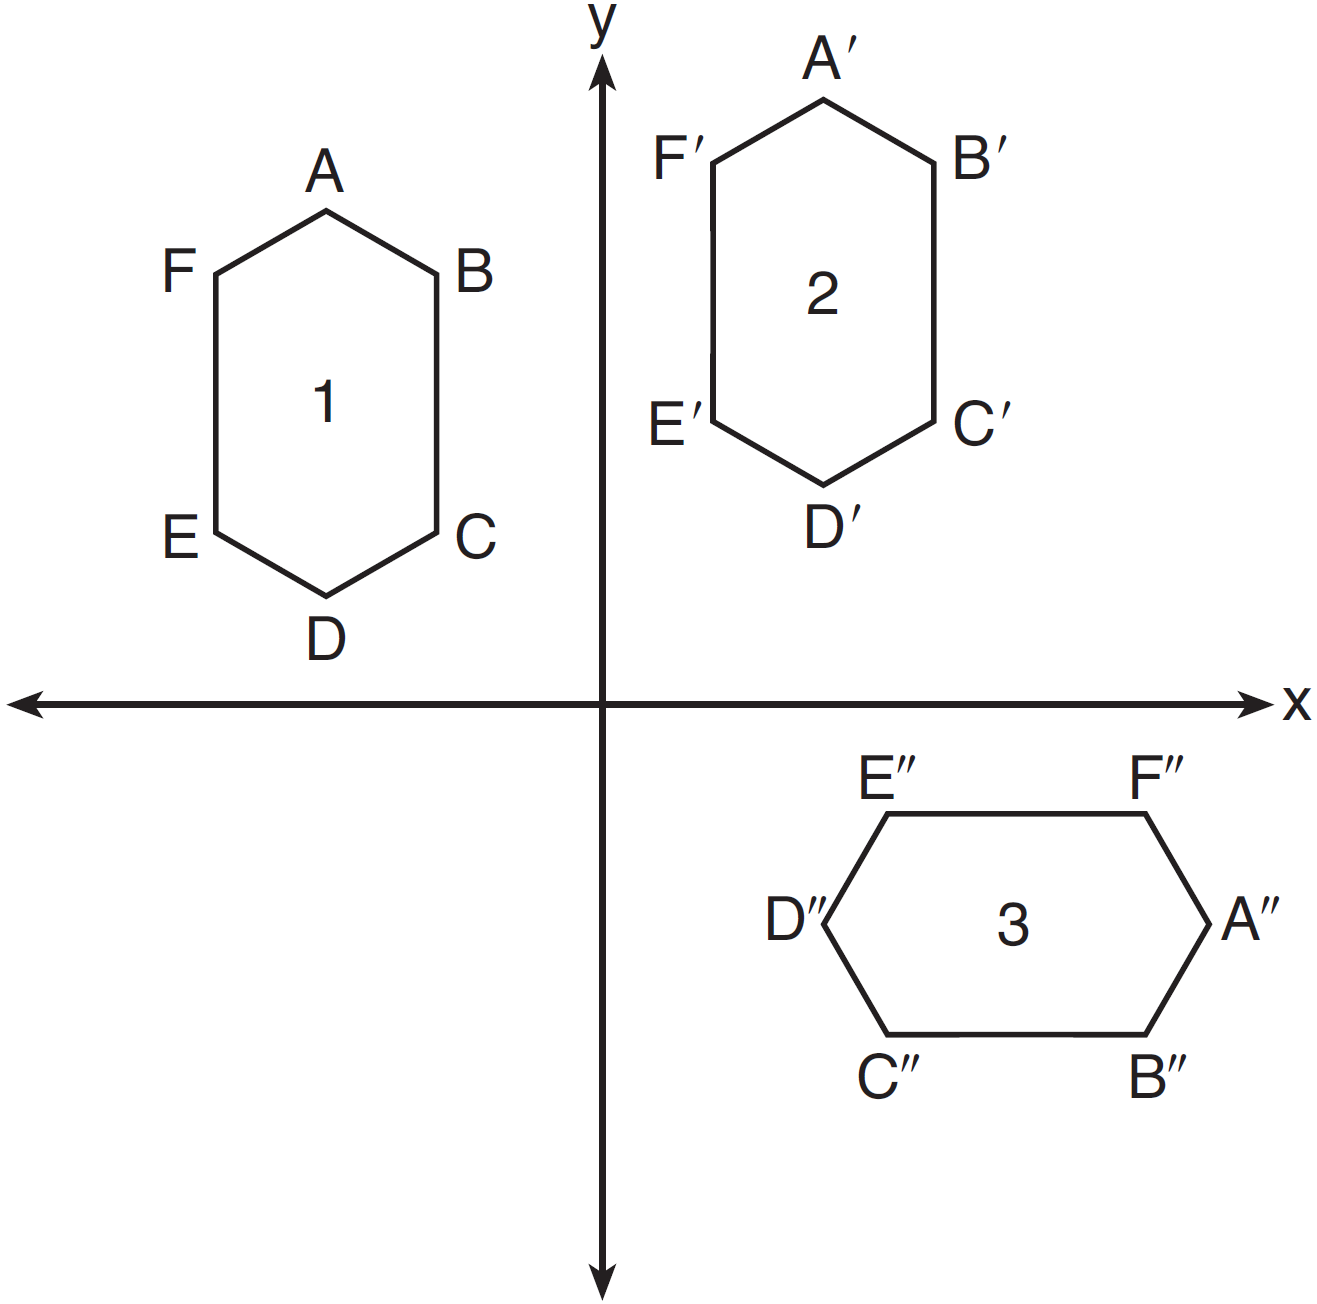 y
A′
F′ B′
A
F B
2
1
E′ C′
E C
D′
D
x
E″ F″
D″ 3 A″
C″ B″